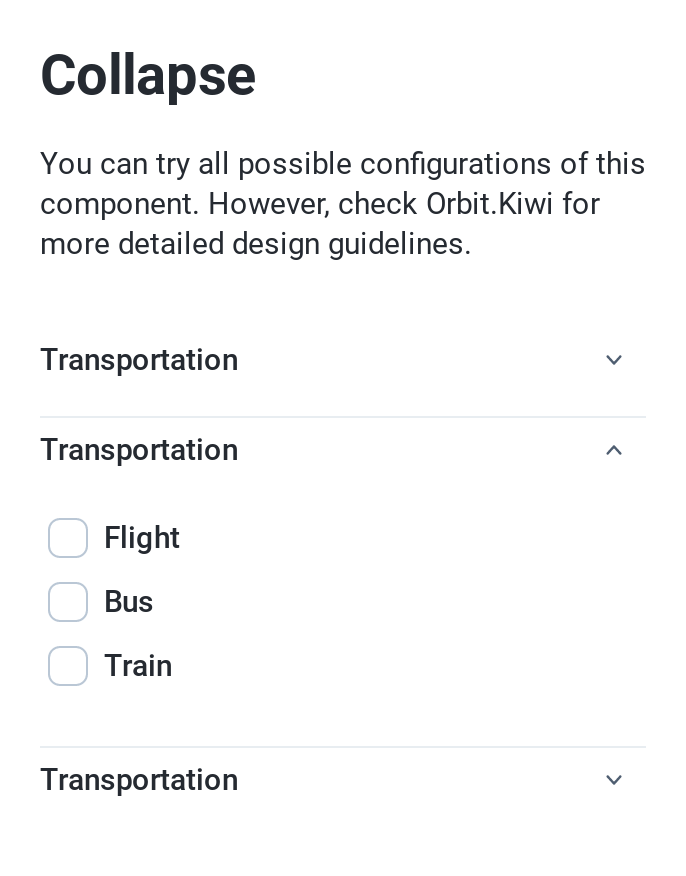 Collapse
You can try all possible configurations of this
component. However, check Orbit.Kiwi for
more detailed design guidelines.
Transportation
Transportation
Flight
Bus
Train
Transportation